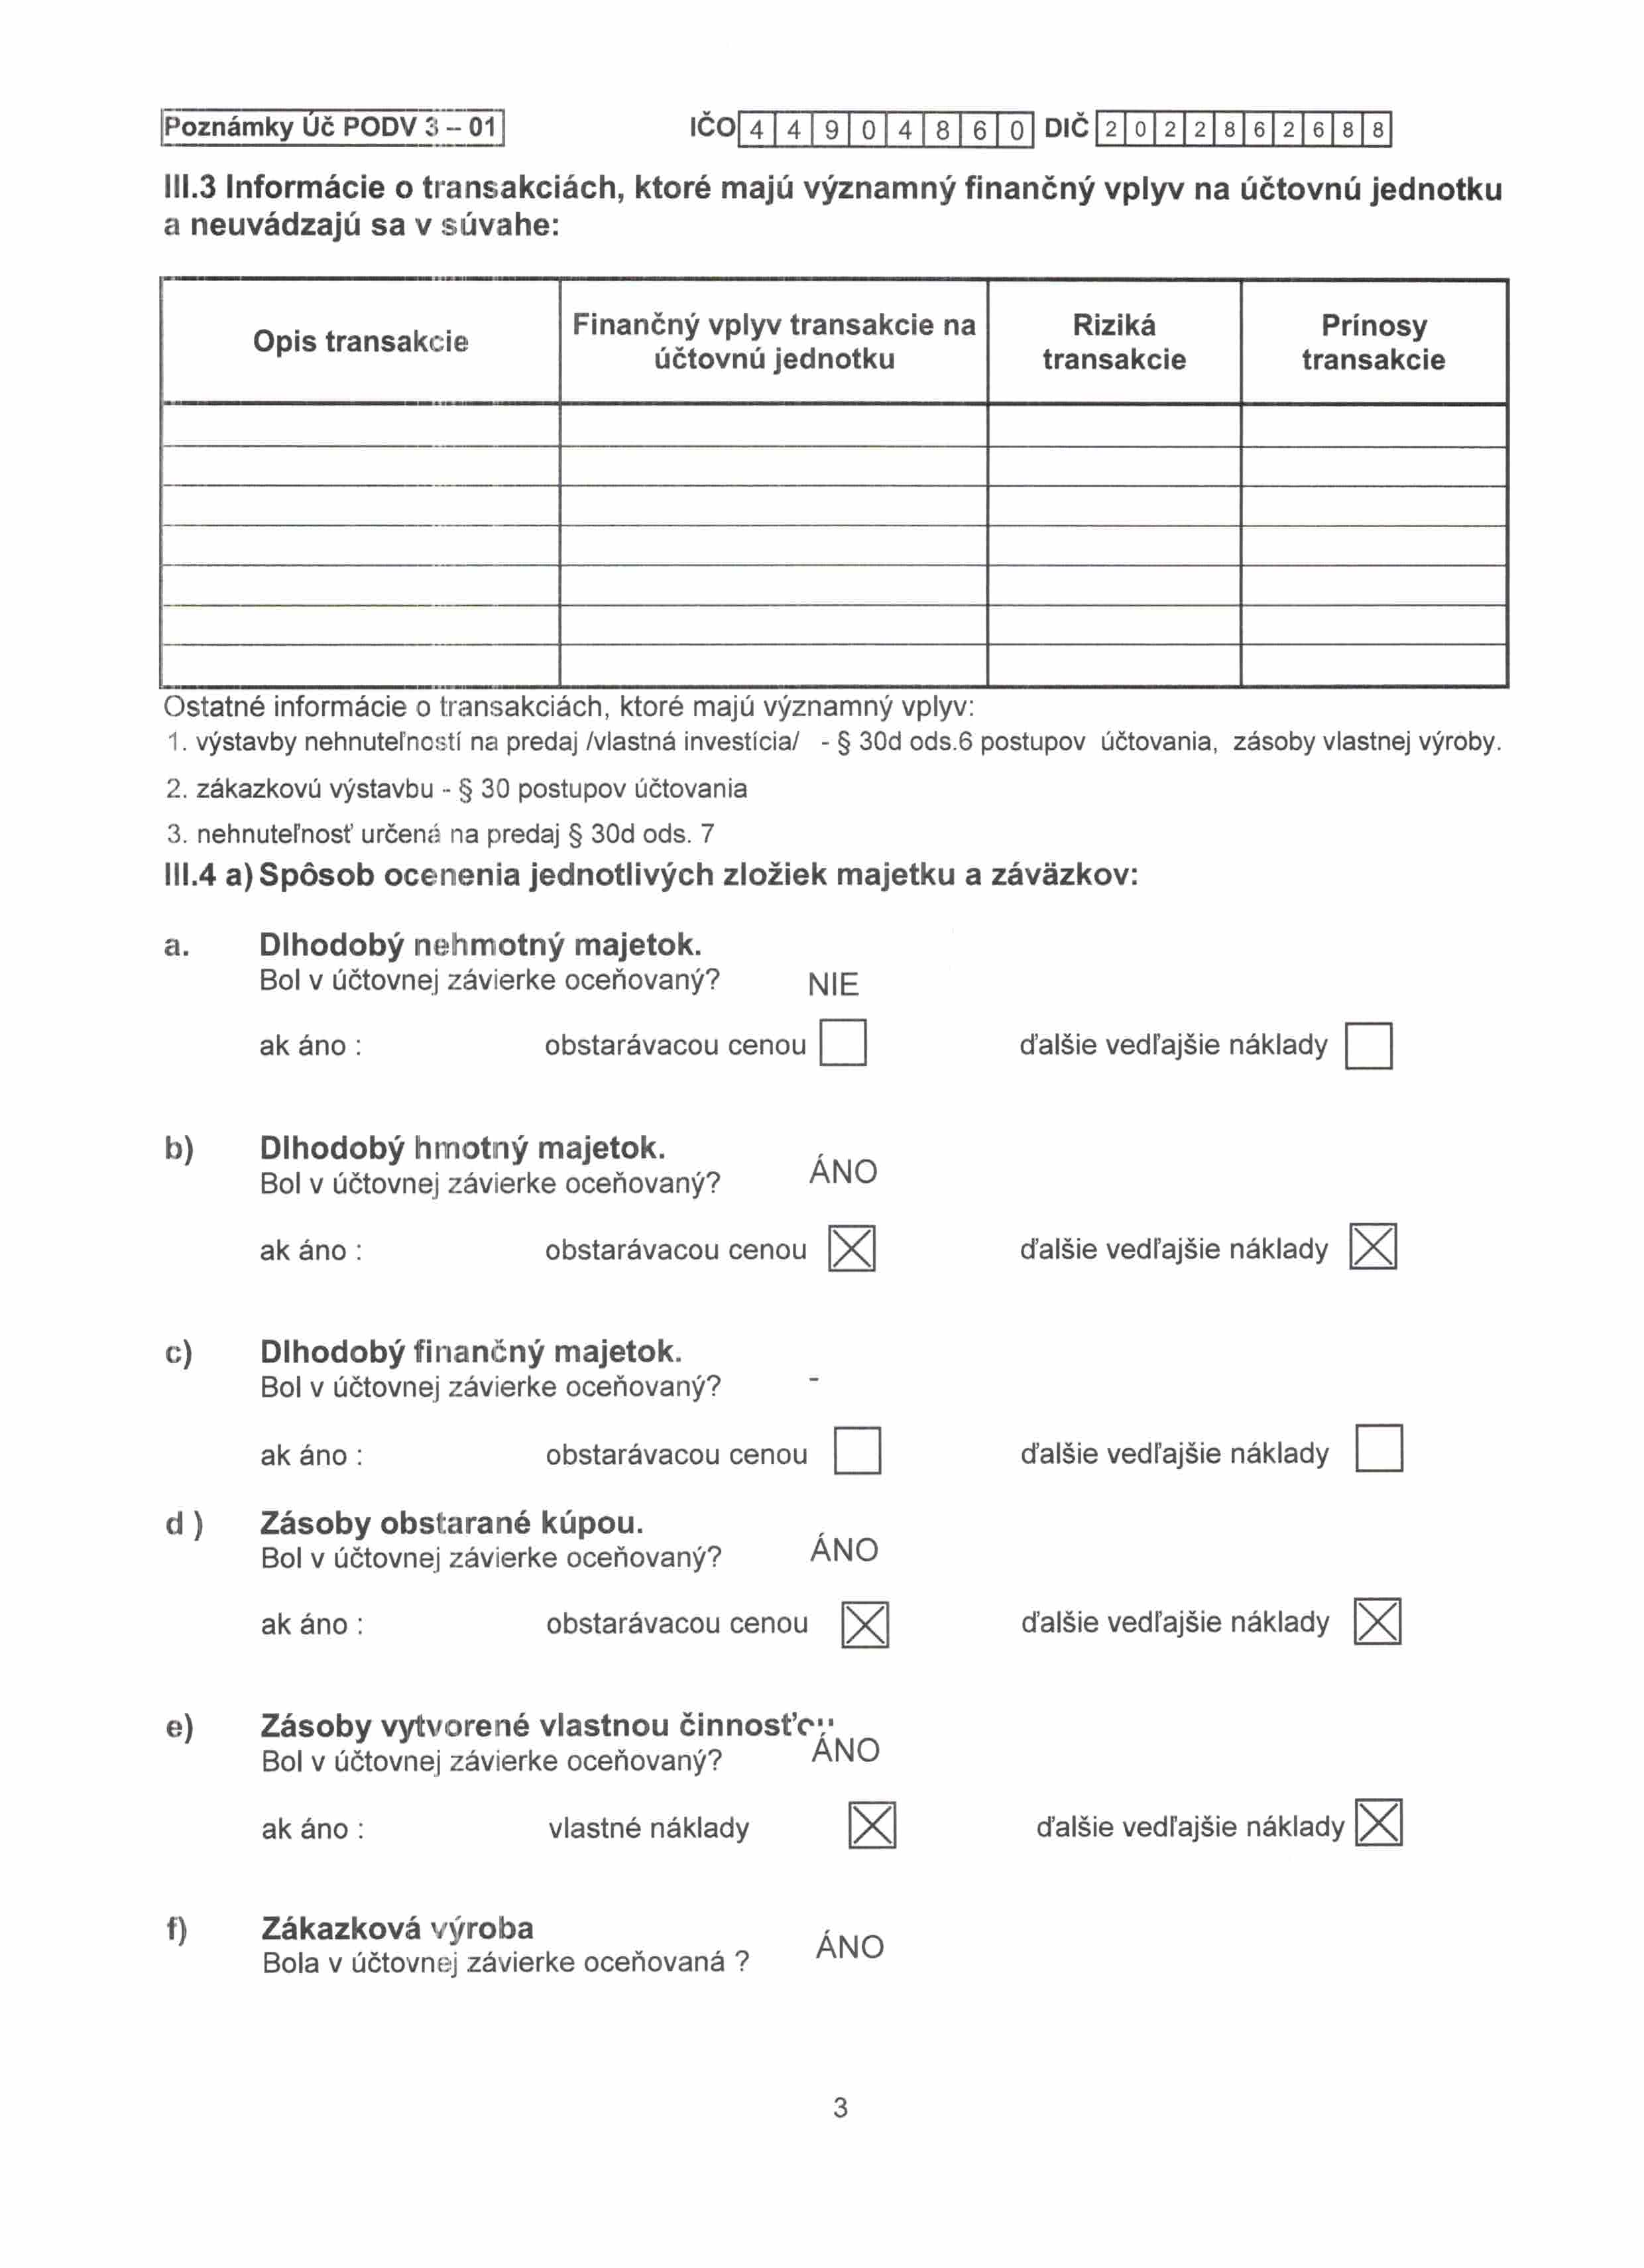 Poznámky Úč PODV 3 – 01 IČO 4 4 9 0 4 8 6 0 DIČ 2 0 2 2 8 6 2 6 8 8
III.3 Informácie o transakciách, ktoré majú významný finančný vplyv na účtovnú jednotku
a neuvádzajú sa v súvahe:
Opis transakcie
Finančný vplyv transakcie na
účtovnú jednotku
Riziká
transakcie
Prínosy
transakcie
Ostatné informácie o transakciách, ktoré majú významný vplyv:
1. výstavby nehnuteľností na predaj /vlastná investícia/ - § 30d ods.6 postupov účtovania, zásoby vlastnej výroby.
2. zákazkovú výstavbu - § 30 postupov účtovania
3. nehnuteľnosť určená na predaj § 30d ods. 7
III.4 a) Spôsob ocenenia jednotlivých zložiek majetku a záväzkov:
a. Dlhodobý nehmotný majetok.
Bol v účtovnej závierke oceňovaný? NIE
ak áno : obstarávacou cenou ďalšie vedľajšie náklady
b) Dlhodobý hmotný majetok.
Bol v účtovnej závierke oceňovaný? ÁNO
ak áno : obstarávacou cenou ďalšie vedľajšie náklady
c) Dlhodobý finančný majetok.
Bol v účtovnej závierke oceňovaný? -
ak áno : obstarávacou cenou ďalšie vedľajšie náklady
d ) Zásoby obstarané kúpou.
Bol v účtovnej závierke oceňovaný? ÁNO
ak áno : obstarávacou cenou ďalšie vedľajšie náklady
e) Zásoby vytvorené vlastnou činnosťou
Bol v účtovnej závierke oceňovaný? ÁNO
ak áno : vlastné náklady ďalšie vedľajšie náklady
f) Zákazková výroba
Bola v účtovnej závierke oceňovaná ? ÁNO
3